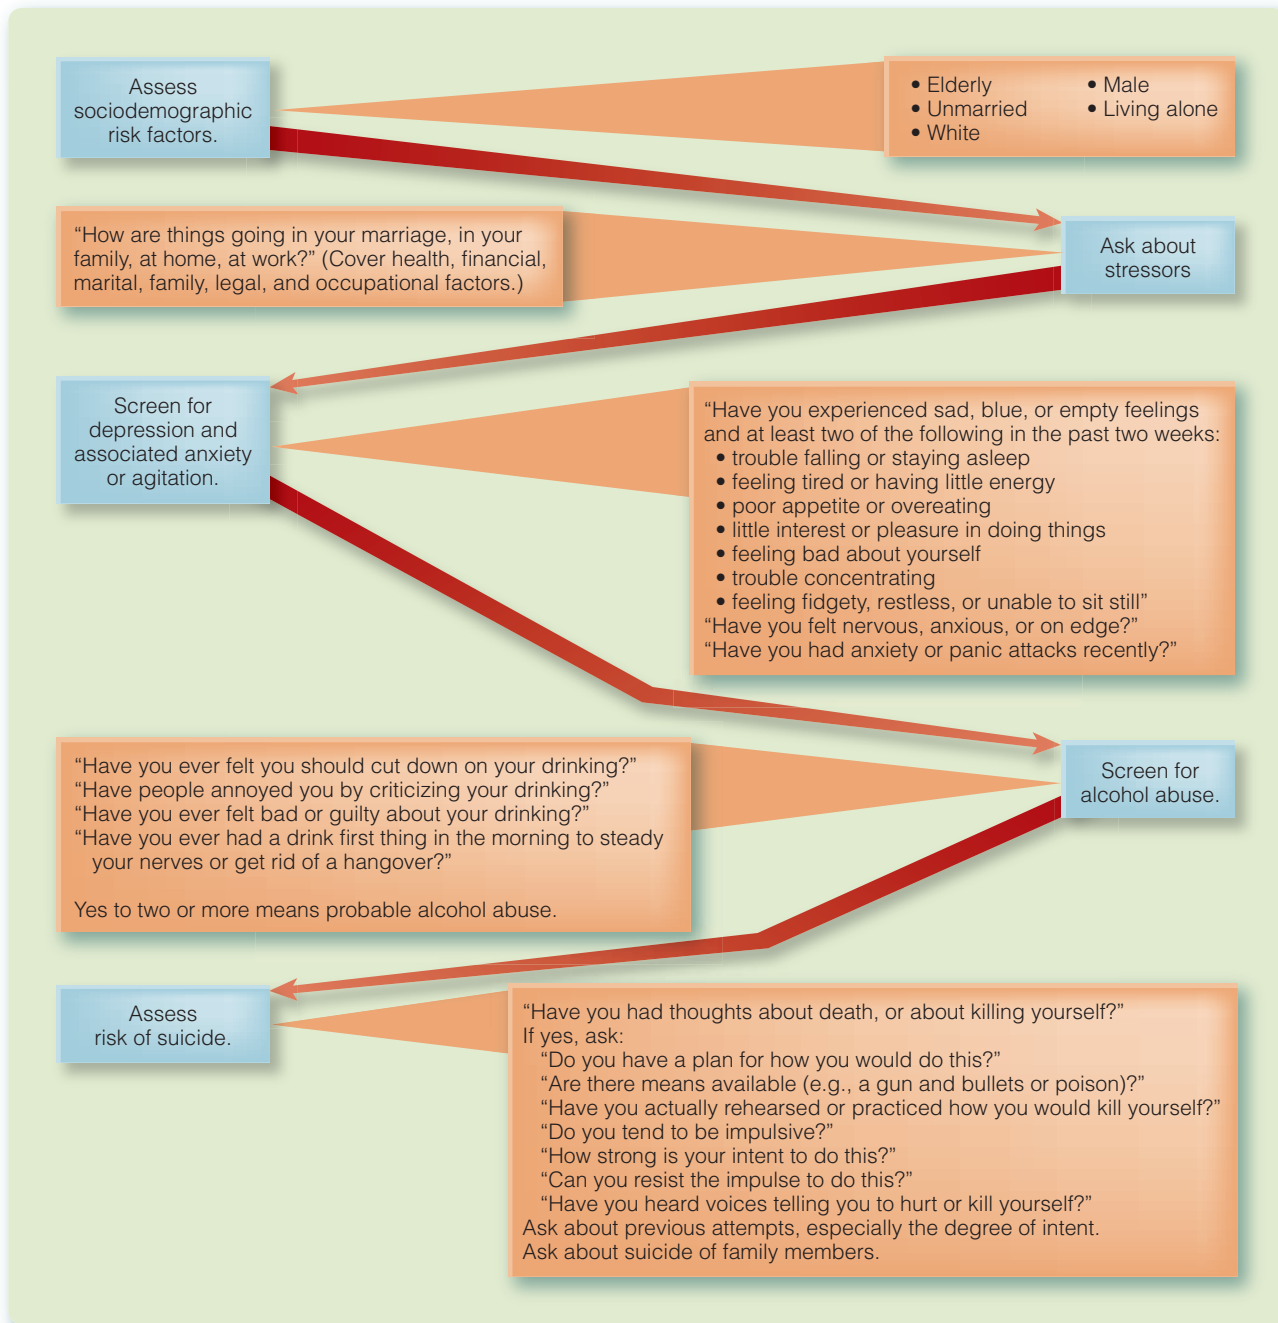 Assess
sociodemographic
risk factors.
• Elderly
• Unmarried
• White
• Male
• Living alone
“How are things going in your marriage, in your
family, at home, at work?” (Cover health, financial,
marital, family, legal, and occupational factors.)
Ask about
stressors
Screen for
depression and
associated anxiety
or agitation.
“Have you experienced sad, blue, or empty feelings
and at least two of the following in the past two weeks:
• trouble falling or staying asleep
• feeling tired or having little energy
• poor appetite or overeating
• little interest or pleasure in doing things
• feeling bad about yourself
• trouble concentrating
• feeling fidgety, restless, or unable to sit still”
“Have you felt nervous, anxious, or on edge?”
“Have you had anxiety or panic attacks recently?”
“Have you ever felt you should cut down on your drinking?”
“Have people annoyed you by criticizing your drinking?”
“Have you ever felt bad or guilty about your drinking?”
“Have you ever had a drink first thing in the morning to steady
your nerves or get rid of a hangover?”
Yes to two or more means probable alcohol abuse.
Screen for
alcohol abuse.
Assess
risk of suicide.
“Have you had thoughts about death, or about killing yourself?”
If yes, ask:
“Do you have a plan for how you would do this?”
“Are there means available (e.g., a gun and bullets or poison)?”
“Have you actually rehearsed or practiced how you would kill yourself?”
“Do you tend to be impulsive?”
“How strong is your intent to do this?”
“Can you resist the impulse to do this?”
“Have you heard voices telling you to hurt or kill yourself?”
Ask about previous attempts, especially the degree of intent.
Ask about suicide of family members.